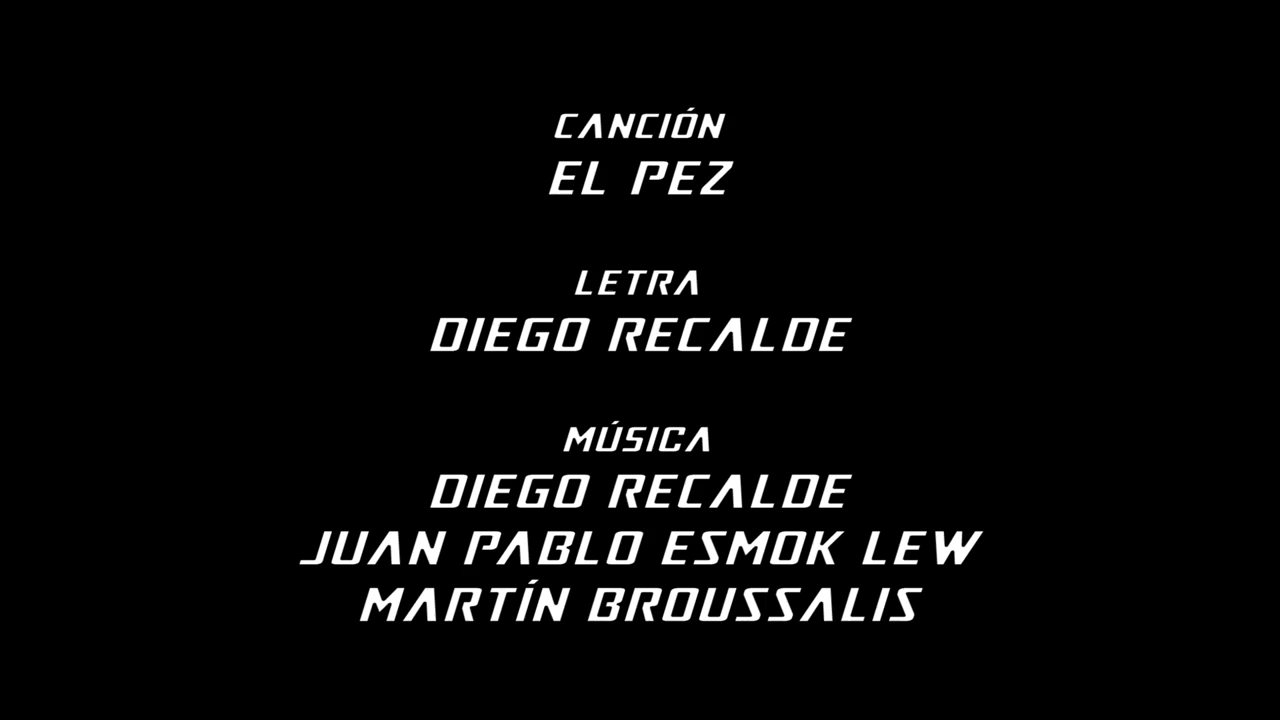 CANCIÓN
EL PEZ
LETRA
DIEGO RECALDE
MÚSICA
DIEGO RECALDE
JUAN PABLO ESMOK LEW
MARTÍN BROUSSALIS